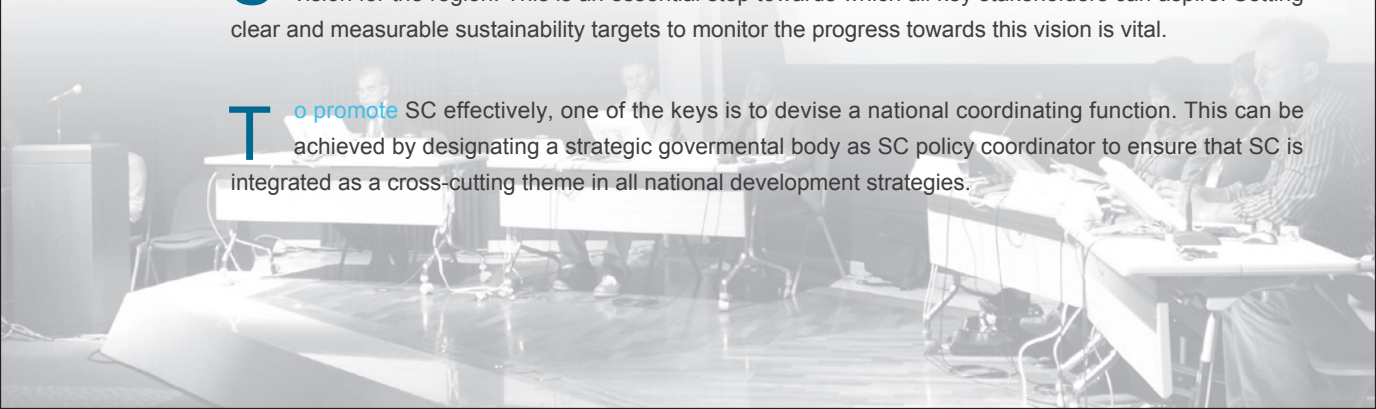 vision for the region. This is an essential step towards which all key stakeholders can aspire. Setting
clear and measurable sustainability targets to monitor the progress towards this vision is vital.
To promote SC effectively, one of the keys is to devise a national coordinating function. This can be
achieved by designating a strategic govermental body as SC policy coordinator to ensure that SC is
integrated as a cross-cutting theme in all national development strategies.